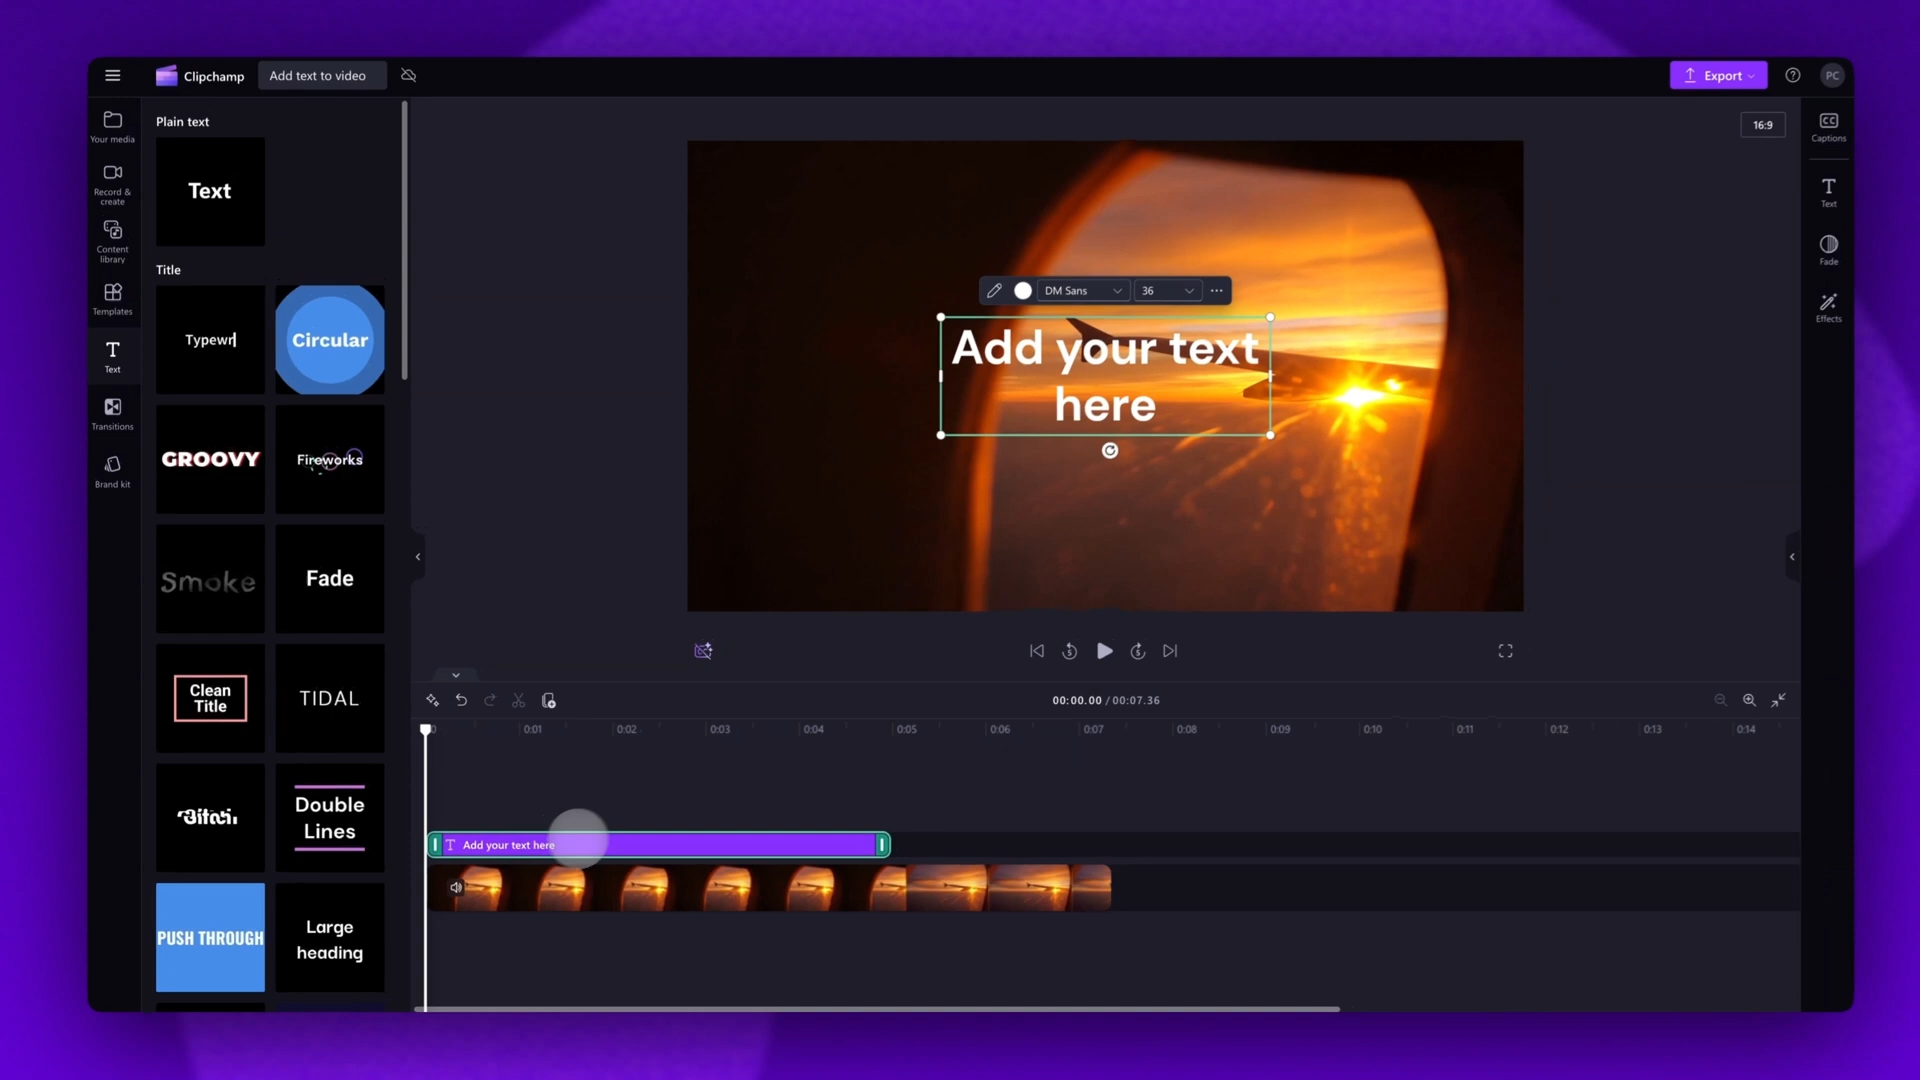 Clipchamp
Add text to video
Export
PC
Your media
Record &
create
Content
library
Templates
Text
Transitions
Brand kit
Plain text
Text
Title
Typewr
Circular
GROOVY
Fireworks
Smoke
Fade
Clean
Title
TIDAL
Glitch
Double
Lines
PUSH THROUGH
Large
heading
16:9
DM Sans
36
Add your text
here
CC
Captions
Text
Fade
Effects
5
5
00:00.00 / 00:07.36
0
0:01
0:02
0:03
0:04
0:05
0:06
0:07
0:08
0:09
0:10
0:11
0:12
0:13
0:14
Add your text here